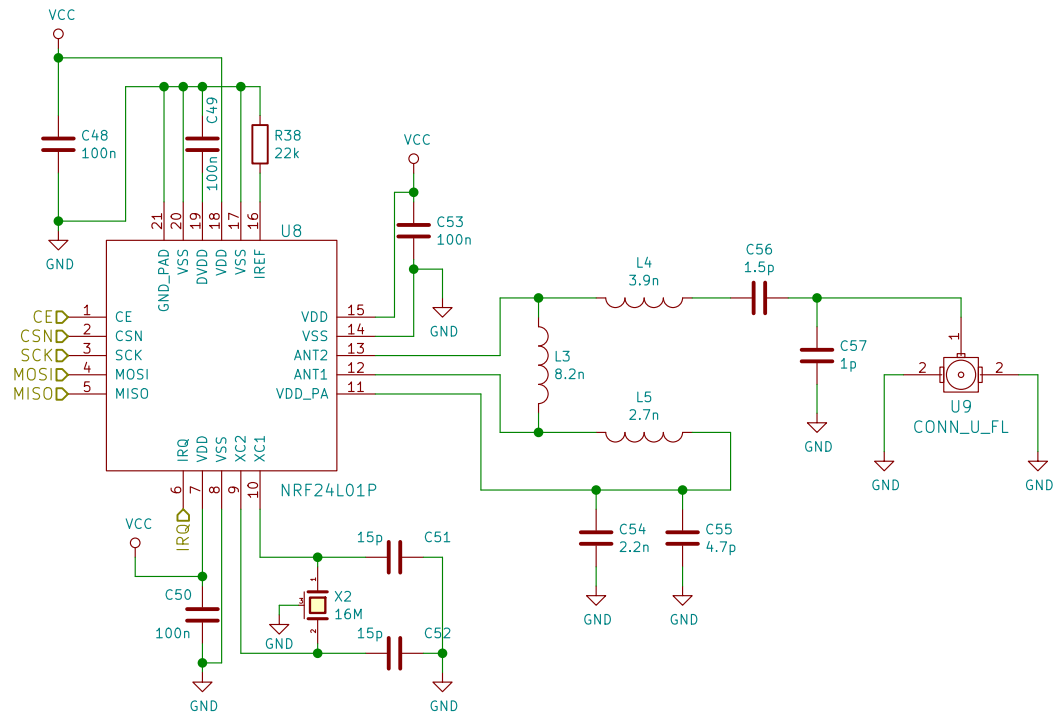 VCC
C48
100n
GND
C49
100n
R38
22k
21
20
19
18
17
16
U8
GND_PAD
VSS
DVDD
VDD
VSS
IREF
CE
1
CE
CSN
2
CSN
SCK
3
SCK
MOSI
4
MOSI
MISO
5
MISO
VDD
15
VSS
14
ANT2
13
ANT1
12
VDD_PA
11
IRQ
VDD
VSS
XC2
XC1
6
7
8
9
10
NRF24L01P
IRQ
VCC
C53
100n
GND
L4
3.9n
C56
1.5p
L3
8.2n
L5
2.7n
C57
1p
GND
1
2
2
U9
CONN_U_FL
GND
GND
C54
2.2n
C55
4.7p
GND
GND
VCC
C50
100n
GND
15p
C51
1
3
X2
16M
2
GND
15p
C52
GND